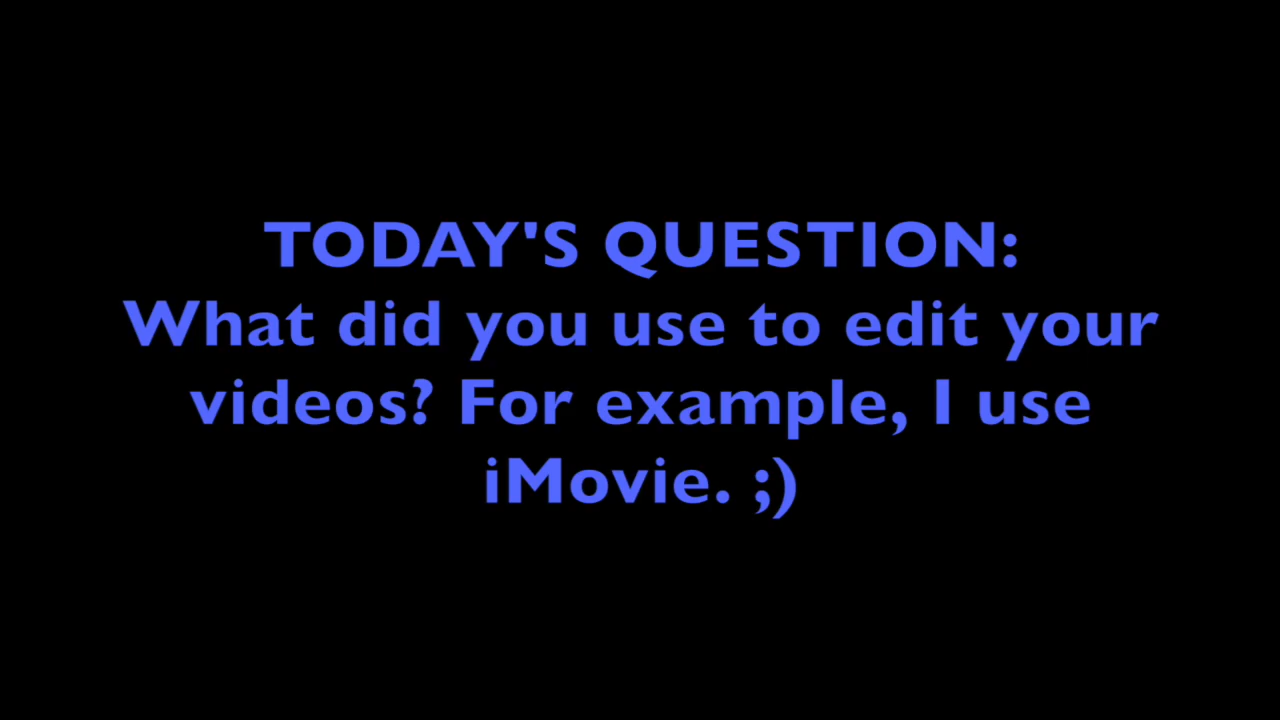 TODAY'S QUESTION:
What did you use to edit your
videos? For example, I use
iMovie. ;)